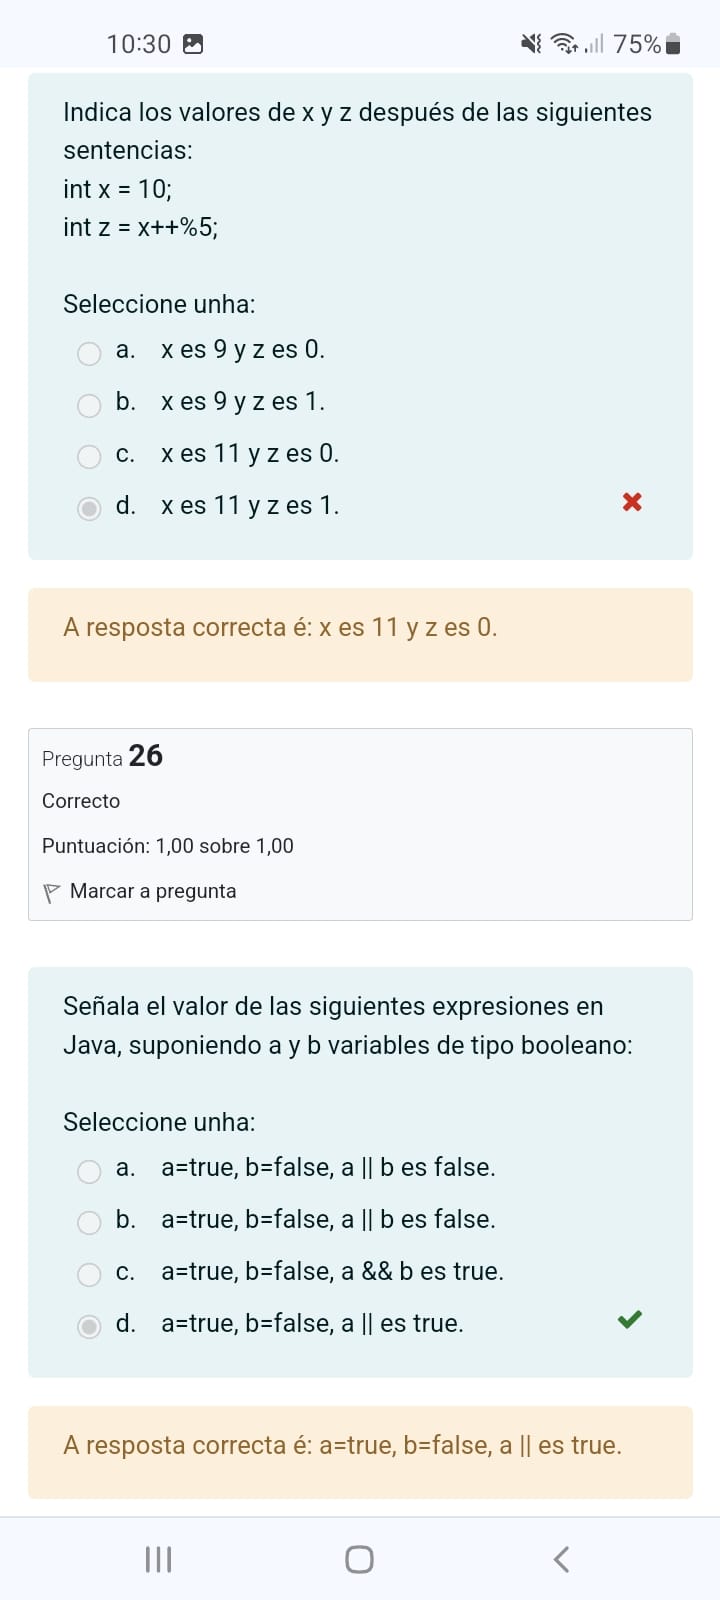 10:30
75%
Indica los valores de x y z después de las siguientes
sentencias:
int x = 10;
int z = x++%5;
Seleccione unha:
a. x es 9 y z es 0.
b. x es 9 y z es 1.
c. x es 11 y z es 0.
d. x es 11 y z es 1.
A resposta correcta é: x es 11 y z es 0.
Pregunta 26
Correcto
Puntuación: 1,00 sobre 1,00
Marcar a pregunta
Señala el valor de las siguientes expresiones en
Java, suponiendo a y b variables de tipo booleano:
Seleccione unha:
a. a=true, b=false, a || b es false.
b. a=true, b=false, a || b es false.
c. a=true, b=false, a && b es true.
d. a=true, b=false, a || es true.
A resposta correcta é: a=true, b=false, a || es true.